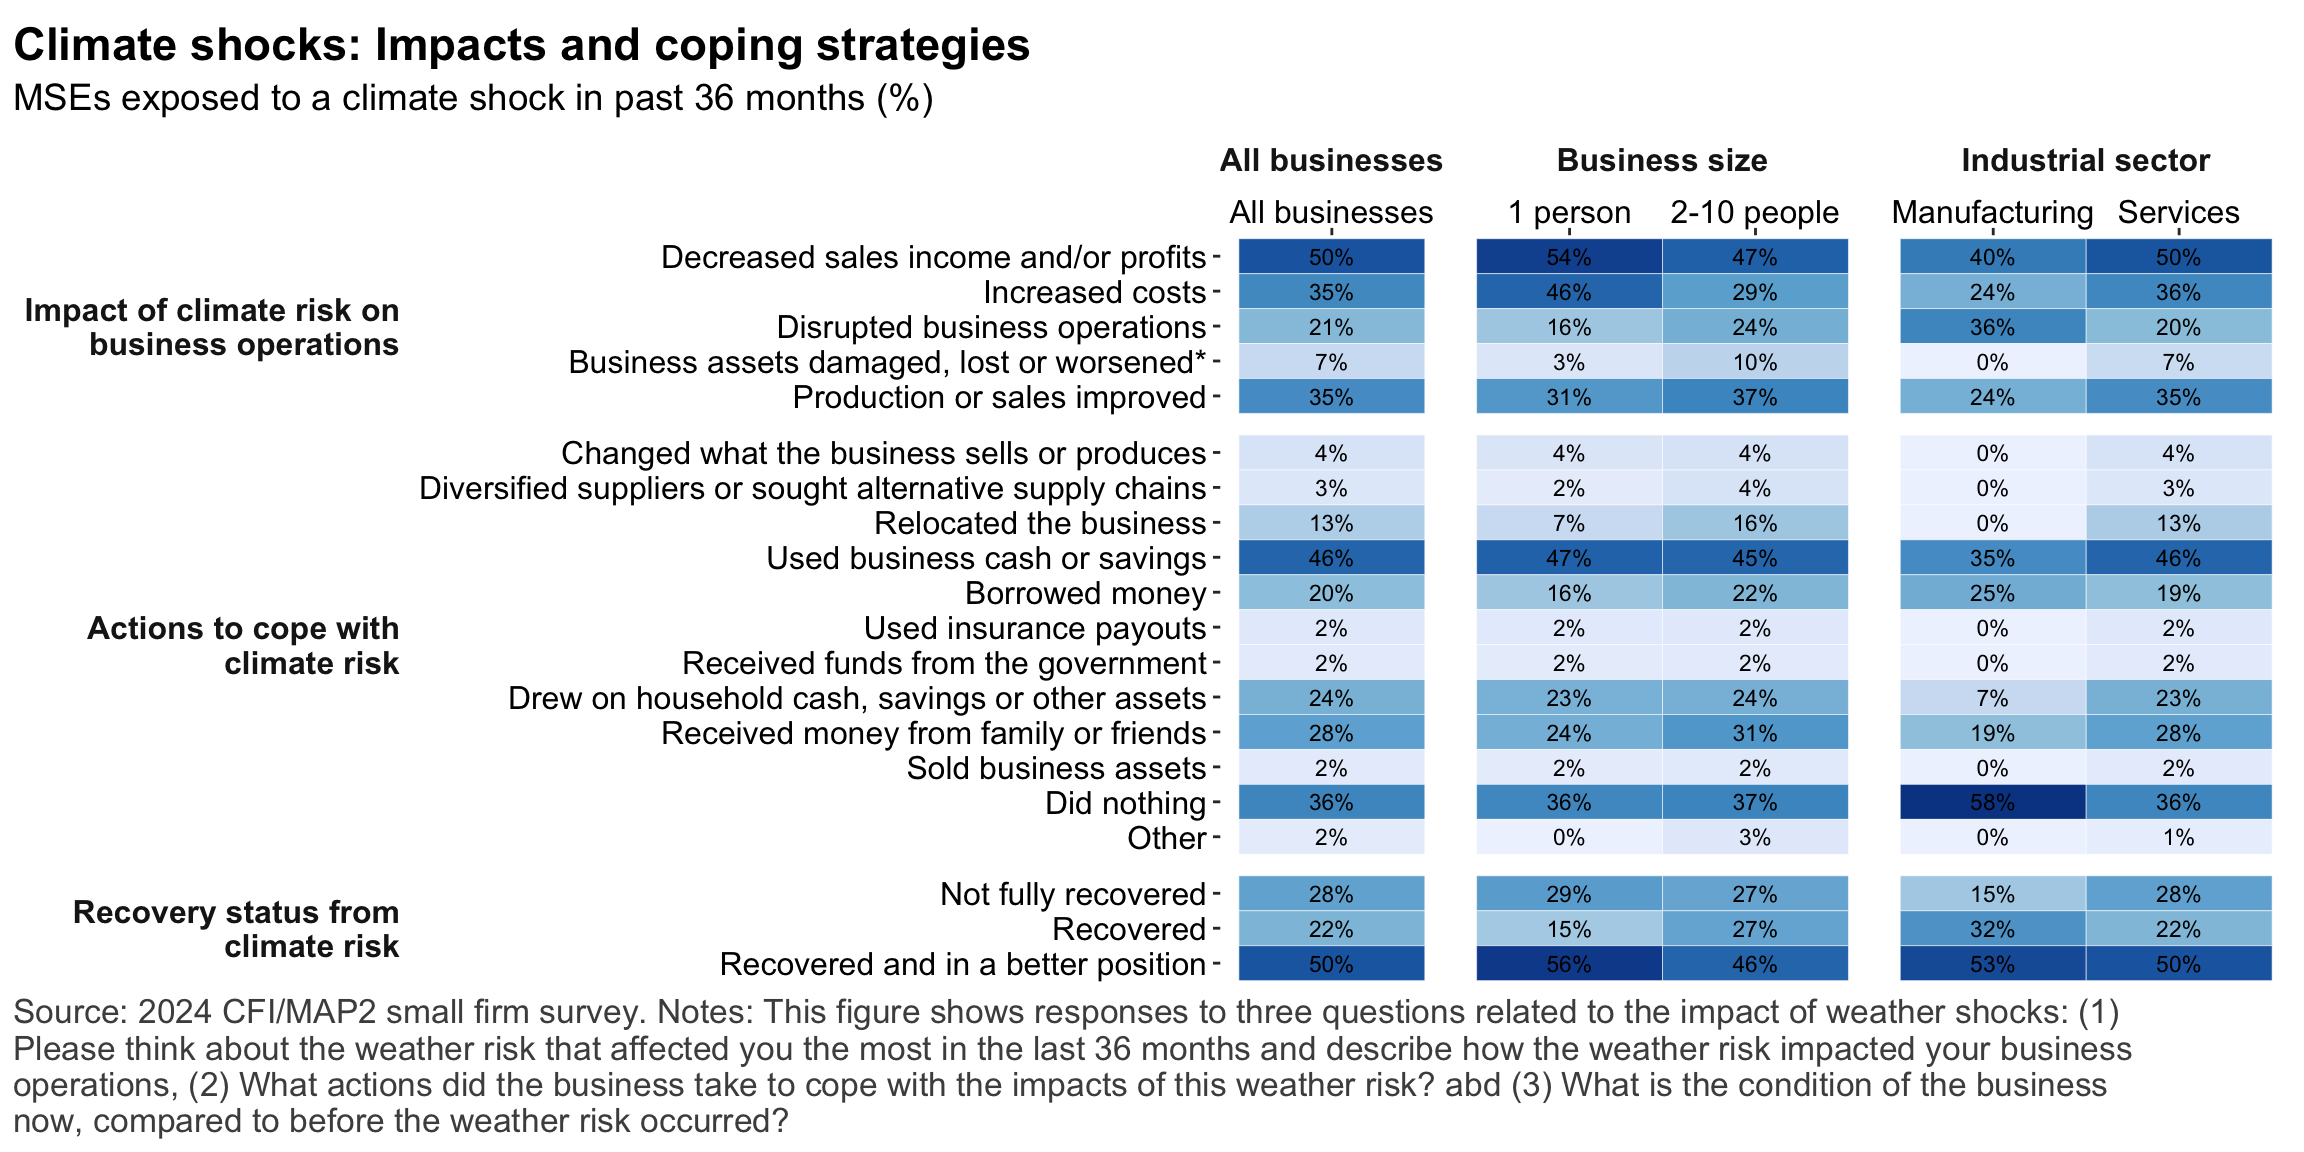 Climate shocks: Impacts and coping strategies
MSEs exposed to a climate shock in past 36 months (%)
All businesses Business size Industrial sector
All businesses 1 person 2-10 people Manufacturing Services
Impact of climate risk on
business operations
Decreased sales income and/or profits 50% 54% 47% 40% 50%
Increased costs 35% 46% 29% 24% 36%
Disrupted business operations 21% 16% 24% 36% 20%
Business assets damaged, lost or worsened* 7% 3% 10% 0% 7%
Production or sales improved 35% 31% 37% 24% 35%
Actions to cope with
climate risk
Changed what the business sells or produces 4% 4% 4% 0% 4%
Diversified suppliers or sought alternative supply chains 3% 2% 4% 0% 3%
Relocated the business 13% 7% 16% 0% 13%
Used business cash or savings 46% 47% 45% 35% 46%
Borrowed money 20% 16% 22% 25% 19%
Used insurance payouts 2% 2% 2% 0% 2%
Received funds from the government 2% 2% 2% 0% 2%
Drew on household cash, savings or other assets 24% 23% 24% 7% 23%
Received money from family or friends 28% 24% 31% 19% 28%
Sold business assets 2% 2% 2% 0% 2%
Did nothing 36% 36% 37% 58% 36%
Other 2% 0% 3% 0% 1%
Recovery status from
climate risk
Not fully recovered 28% 29% 27% 15% 28%
Recovered 22% 15% 27% 32% 22%
Recovered and in a better position 50% 56% 46% 53% 50%
Source: 2024 CFI/MAP2 small firm survey. Notes: This figure shows responses to three questions related to the impact of weather shocks: (1)
Please think about the weather risk that affected you the most in the last 36 months and describe how the weather risk impacted your business
operations, (2) What actions did the business take to cope with the impacts of this weather risk? abd (3) What is the condition of the business
now, compared to before the weather risk occurred?